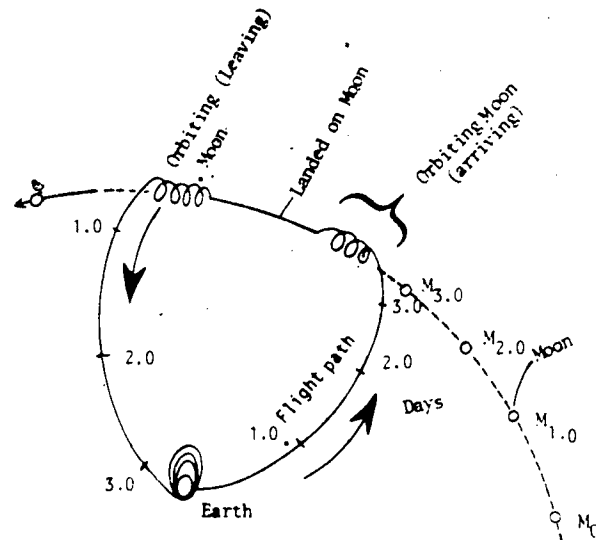 Orbiting (Leaving)
Moon
Landed on Moon
Orbiting Moon
(arriving)
1.0
2.0
3.0
Earth
1.0
2.0
3.0
Flight path
Days
M3.0
M2.0
Moon
M1.0